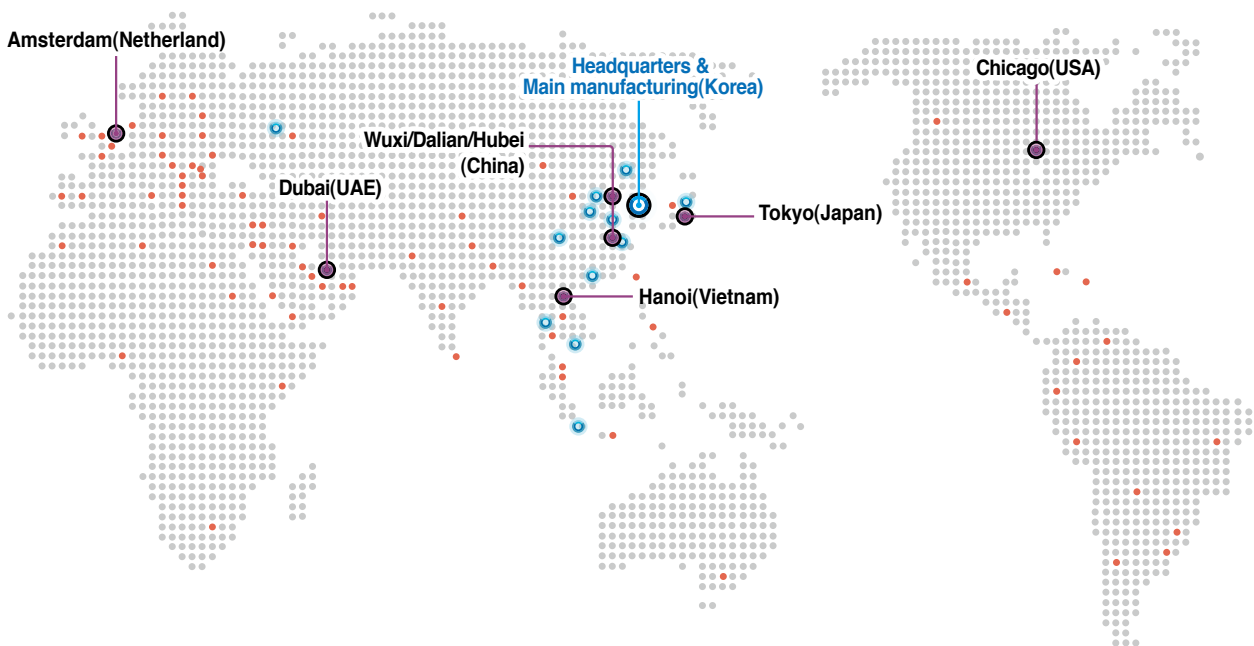 Amsterdam(Netherland)
Headquarters &
Main manufacturing(Korea)
Chicago(USA)
Wuxi/Dalian/Hubei
(China)
Dubai(UAE)
Tokyo(Japan)
Hanoi(Vietnam)